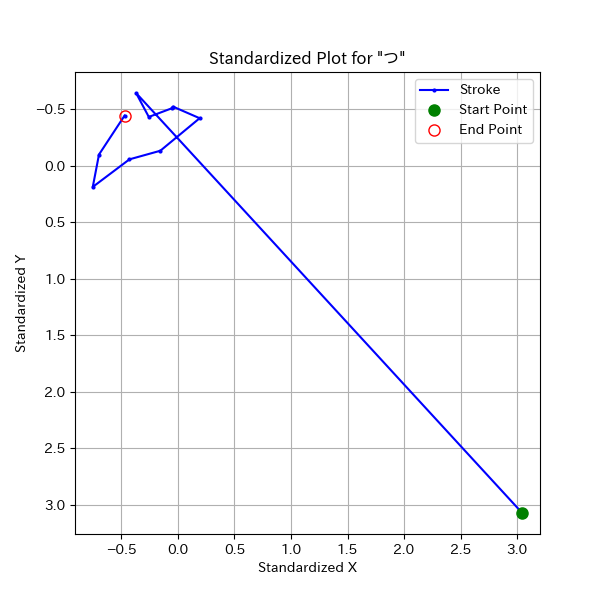 Standardized Plot for "つ"
Stroke
Start Point
End Point
−0.5
0.0
0.5
1.0
1.5
2.0
2.5
3.0
Standardized Y
−0.5 0.0 0.5 1.0 1.5 2.0 2.5 3.0
Standardized X